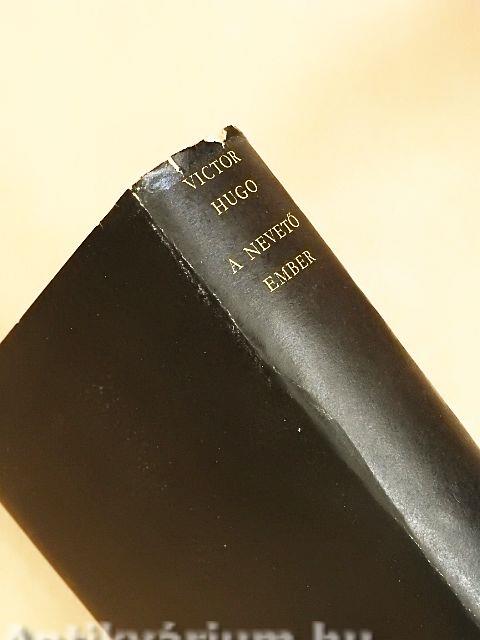 VICTOR
HUGO
A NEVETŐ
EMBER
Antikvárium.hu